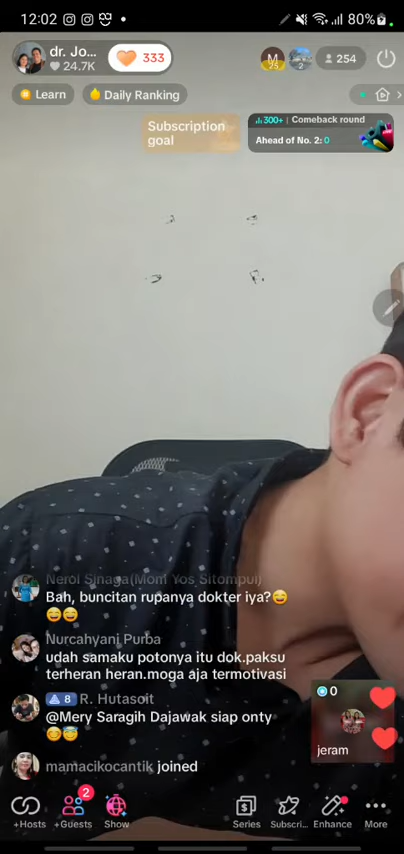 12:02
80%
dr. Jo...
24.7K
333
M
25
2
254
Learn
Daily Ranking
Subscription
goal
300+ | Comeback round
Ahead of No. 2: 0
Nerol Sinaga(Mom Yos Sitompul)
Bah, buncitan rupanya dokter iya?😅
😅😅
Nurcahyani Purba
udah samaku potonya itu dok.paksu
terheran heran.moga aja termotivasi
8 R. Hutasoit
@Mery Saragih Dajawak siap onty
😊😇
0
jeram
mamacikocantik joined
2
+Hosts
+Guests
Show
Series
Subscri...
Enhance
More